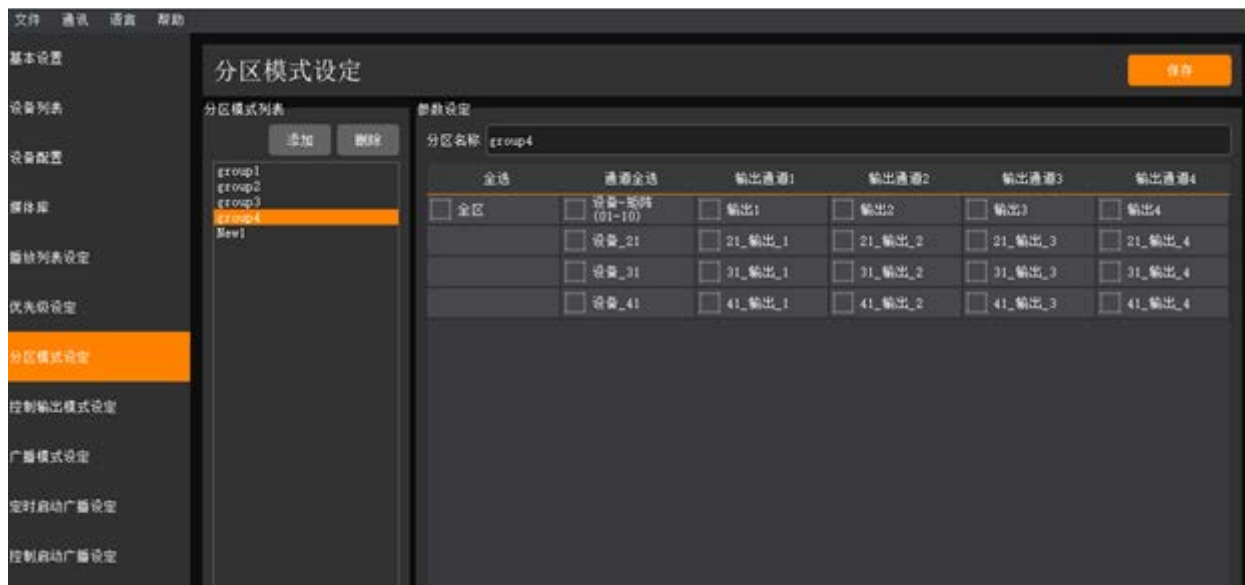 文件 通讯 语言 帮助
基本设置
设备列表
设备配置
媒体库
播放列表设定
优先级设定
分区模式设定
控制输出模式设定
广播模式设定
定时启动广播设定
控制启动广播设定
分区模式设定
保存
分区模式列表
添加 删除
group1
group2
group3
group4
New1
参数设定
分区名称 group4
全选 通道全选 输出通道1 输出通道2 输出通道3 输出通道4
全区 设备-矩阵 输出1 输出2 输出3 输出4
(01-10)
设备_21 21_输出_1 21_输出_2 21_输出_3 21_输出_4
设备_31 31_输出_1 31_输出_2 31_输出_3 31_输出_4
设备_41 41_输出_1 41_输出_2 41_输出_3 41_输出_4